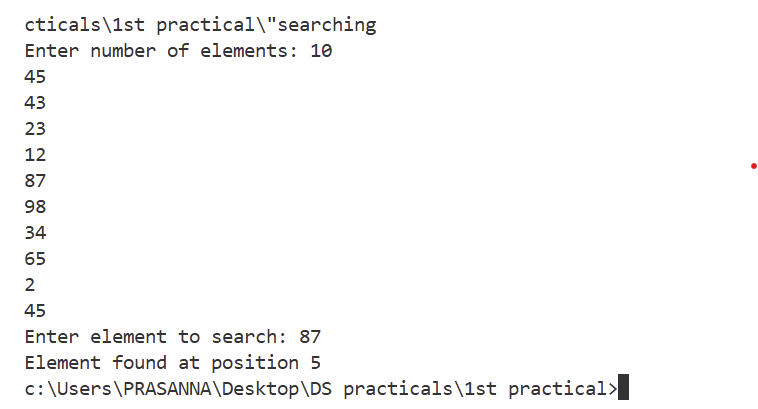 cticals\1st practical\"searching
Enter number of elements: 10
45
43
23
12
87
98
34
65
2
45
Enter element to search: 87
Element found at position 5
c:\Users\PRASANNA\Desktop\DS practicals\1st practical>